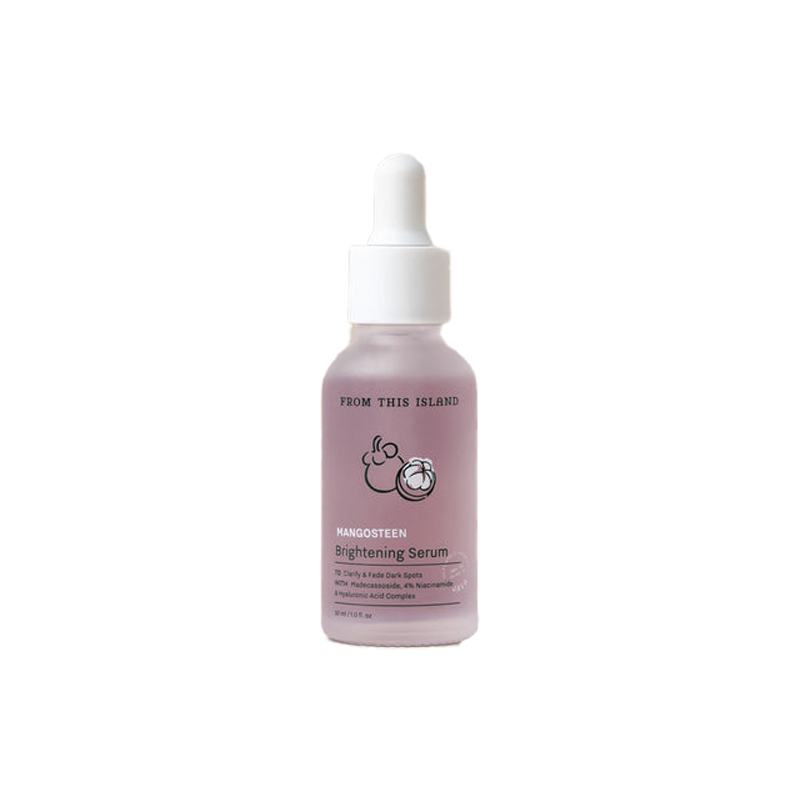 FROM THIS ISLAND
MANGOSTEEN
Brightening Serum
TO Clarify & Fade Dark Spots
WITH Madecassoside, 4% Niacinamide
& Hyaluronic Acid Complex
30 ml / 1.0 fl. oz